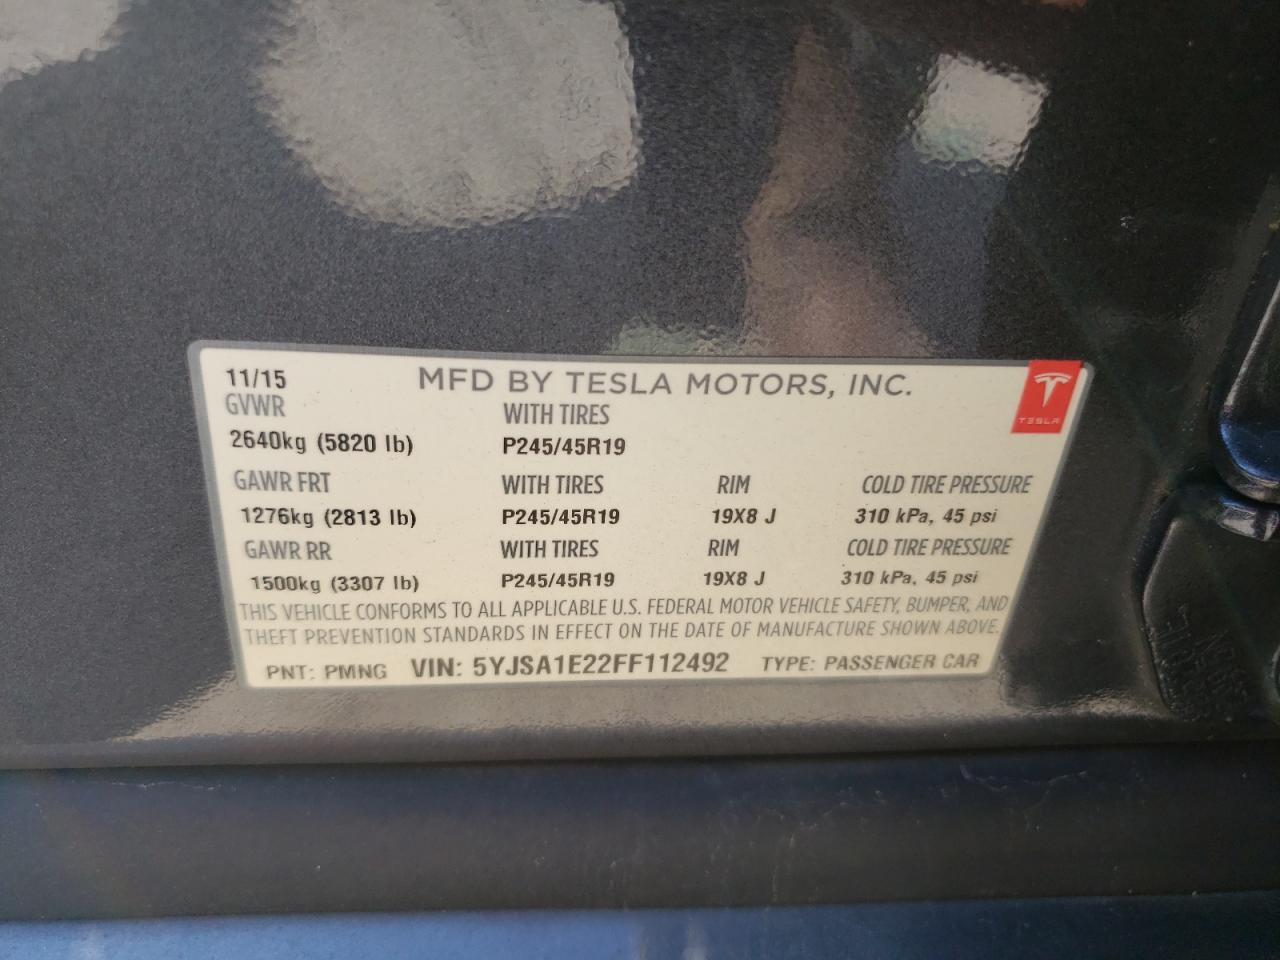 11/15 MFD BY TESLA MOTORS, INC.
TESLA
GVWR WITH TIRES
2640kg (5820 lb) P245/45R19
GAWR FRT WITH TIRES RIM COLD TIRE PRESSURE
1276kg (2813 lb) P245/45R19 19X8 J 310 kPa, 45 psi
GAWR RR WITH TIRES RIM COLD TIRE PRESSURE
1500kg (3307 lb) P245/45R19 19X8 J 310 kPa, 45 psi
THIS VEHICLE CONFORMS TO ALL APPLICABLE U.S. FEDERAL MOTOR VEHICLE SAFETY, BUMPER, AND
THEFT PREVENTION STANDARDS IN EFFECT ON THE DATE OF MANUFACTURE SHOWN ABOVE.
PNT: PMNG VIN: 5YJSA1E22FF112492 TYPE: PASSENGER CAR